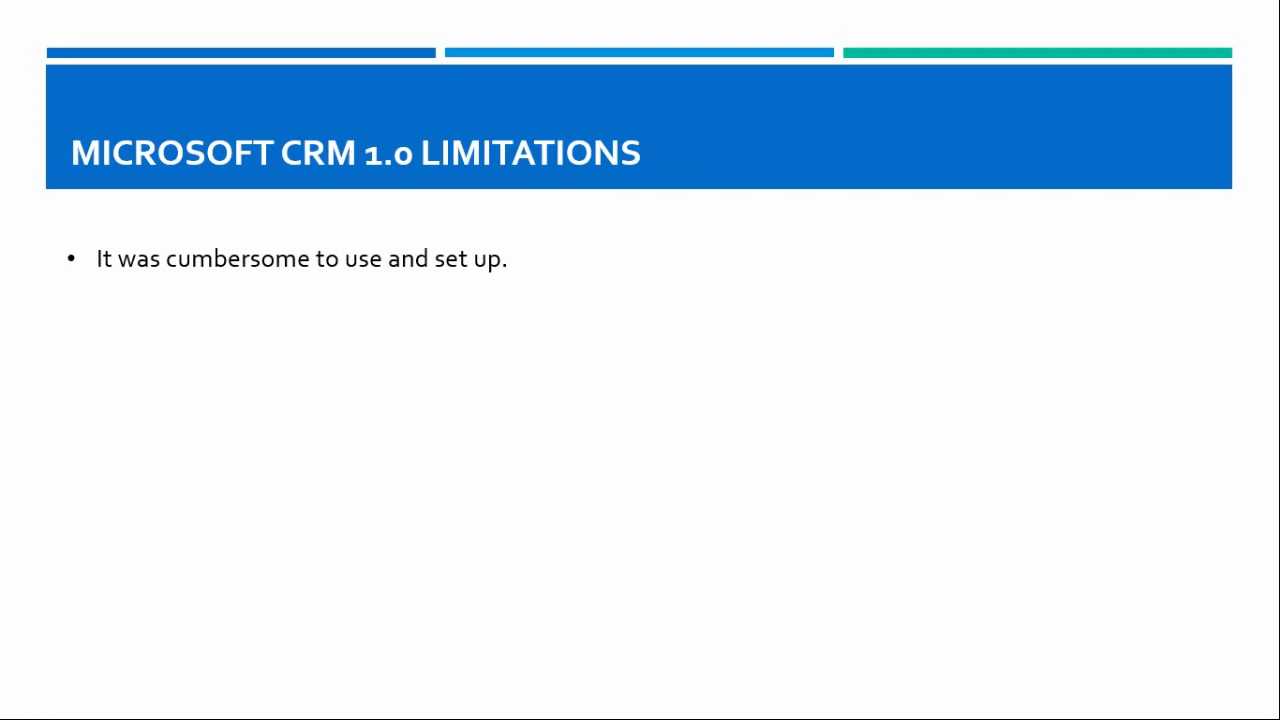 MICROSOFT CRM 1.0 LIMITATIONS
• It was cumbersome to use and set up.